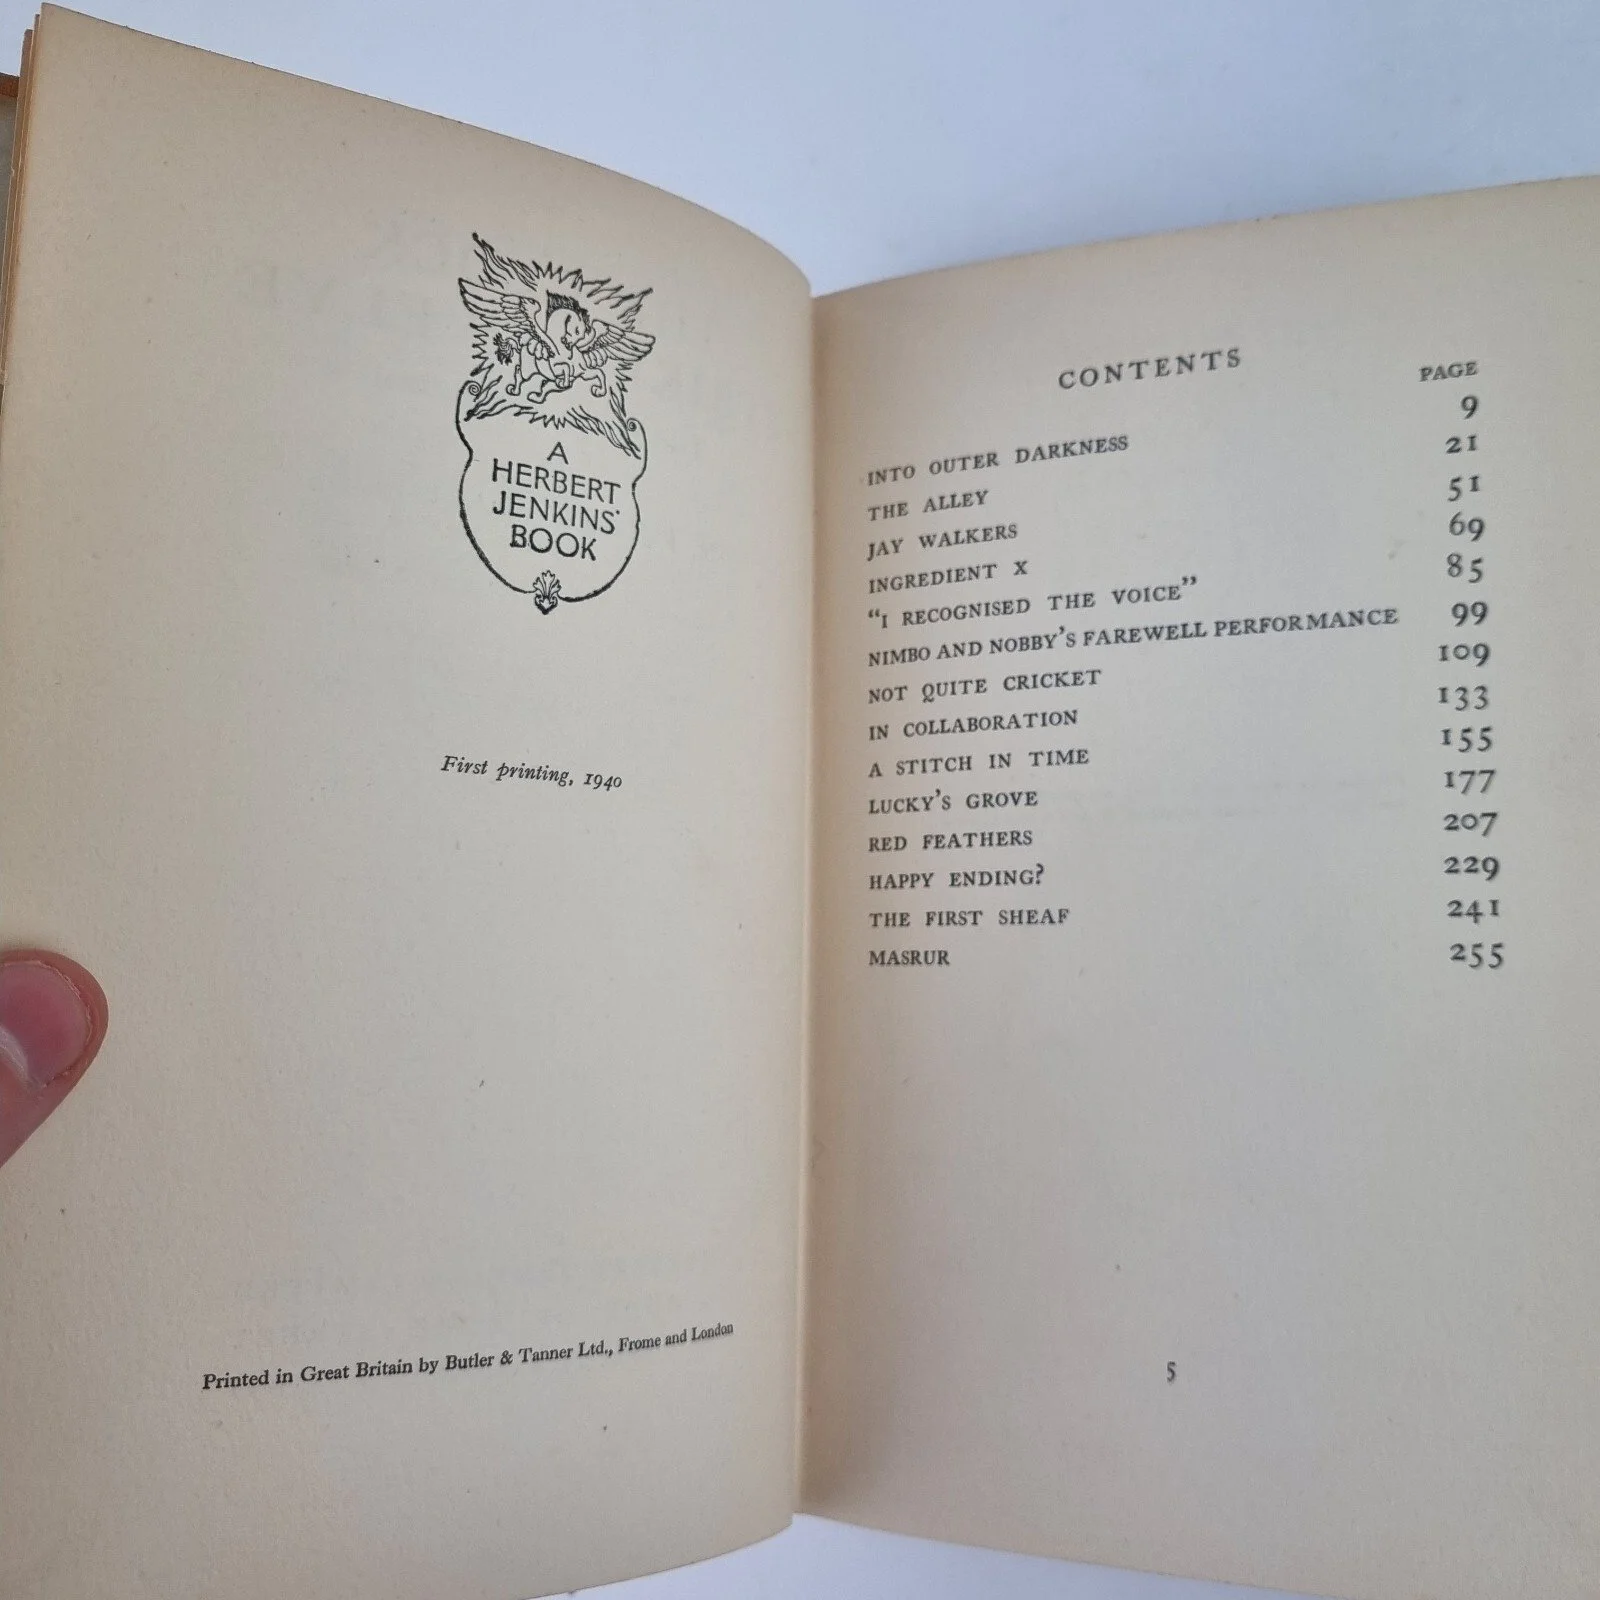 A
HERBERT
JENKINS'
BOOK
First printing, 1940
Printed in Great Britain by Butler & Tanner Ltd., Frome and London
CONTENTS
PAGE
INTO OUTER DARKNESS 9
THE ALLEY 21
JAY WALKERS 51
INGREDIENT X 69
“I RECOGNISED THE VOICE” 85
NIMBO AND NOBBY’S FAREWELL PERFORMANCE 99
NOT QUITE CRICKET 109
IN COLLABORATION 133
A STITCH IN TIME 155
LUCKY’S GROVE 177
RED FEATHERS 207
HAPPY ENDING? 229
THE FIRST SHEAF 241
MASRUR 255
5